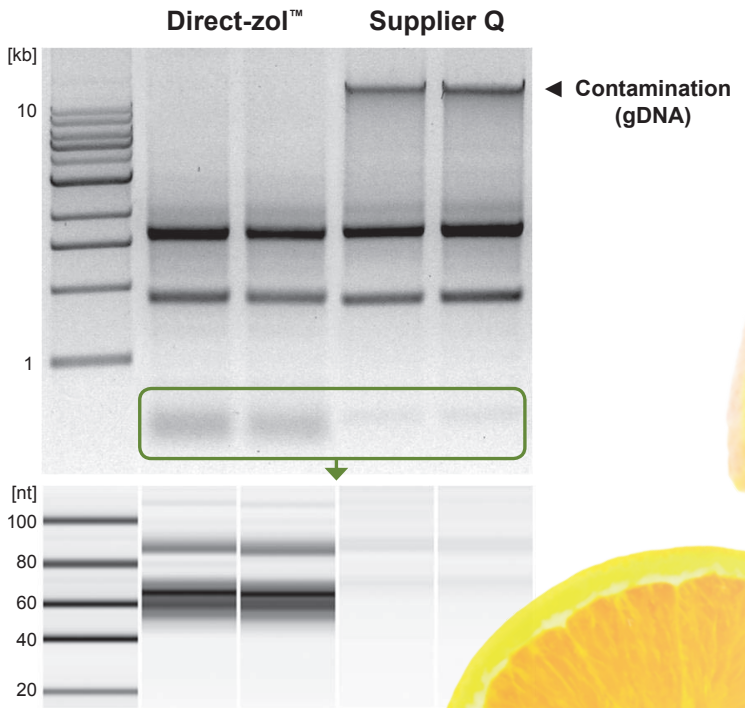 Direct-zol™ Supplier Q
[kb]
◄ Contamination
(gDNA)
10
1
[nt]
100
80
60
40
20